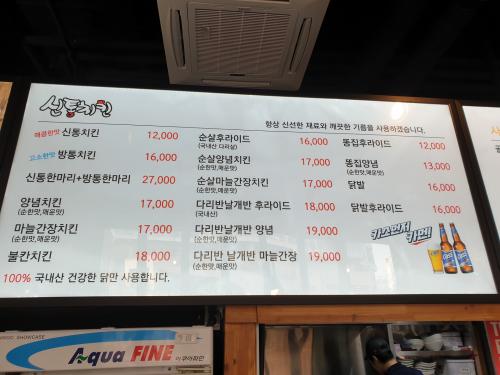 신통치킨
항상 신선한 재료와 깨끗한 기름을 사용하겠습니다.
매콤한맛 신통치킨 12,000
고소한맛 방통치킨 16,000
신통한마리+방통한마리 27,000
양념치킨 17,000
(순한맛,매운맛)
마늘간장치킨 17,000
(순한맛,매운맛)
불칸치킨 18,000
100% 국내산 건강한 닭만 사용합니다.
순살후라이드 16,000
(국내산 다리살)
순살양념치킨 17,000
(순한맛,매운맛)
순살마늘간장치킨 17,000
(순한맛,매운맛)
다리반날개반 후라이드 18,000
(국내산)
다리반날개반 양념 19,000
(순한맛,매운맛)
다리반 날개반 마늘간장 19,000
(순한맛,매운맛)
똥집후라이드 12,000
똥집양념 13,000
(순한맛,매운맛)
닭발 16,000
닭발후라이드 16,000
SHOWCASE
Aqua FINE